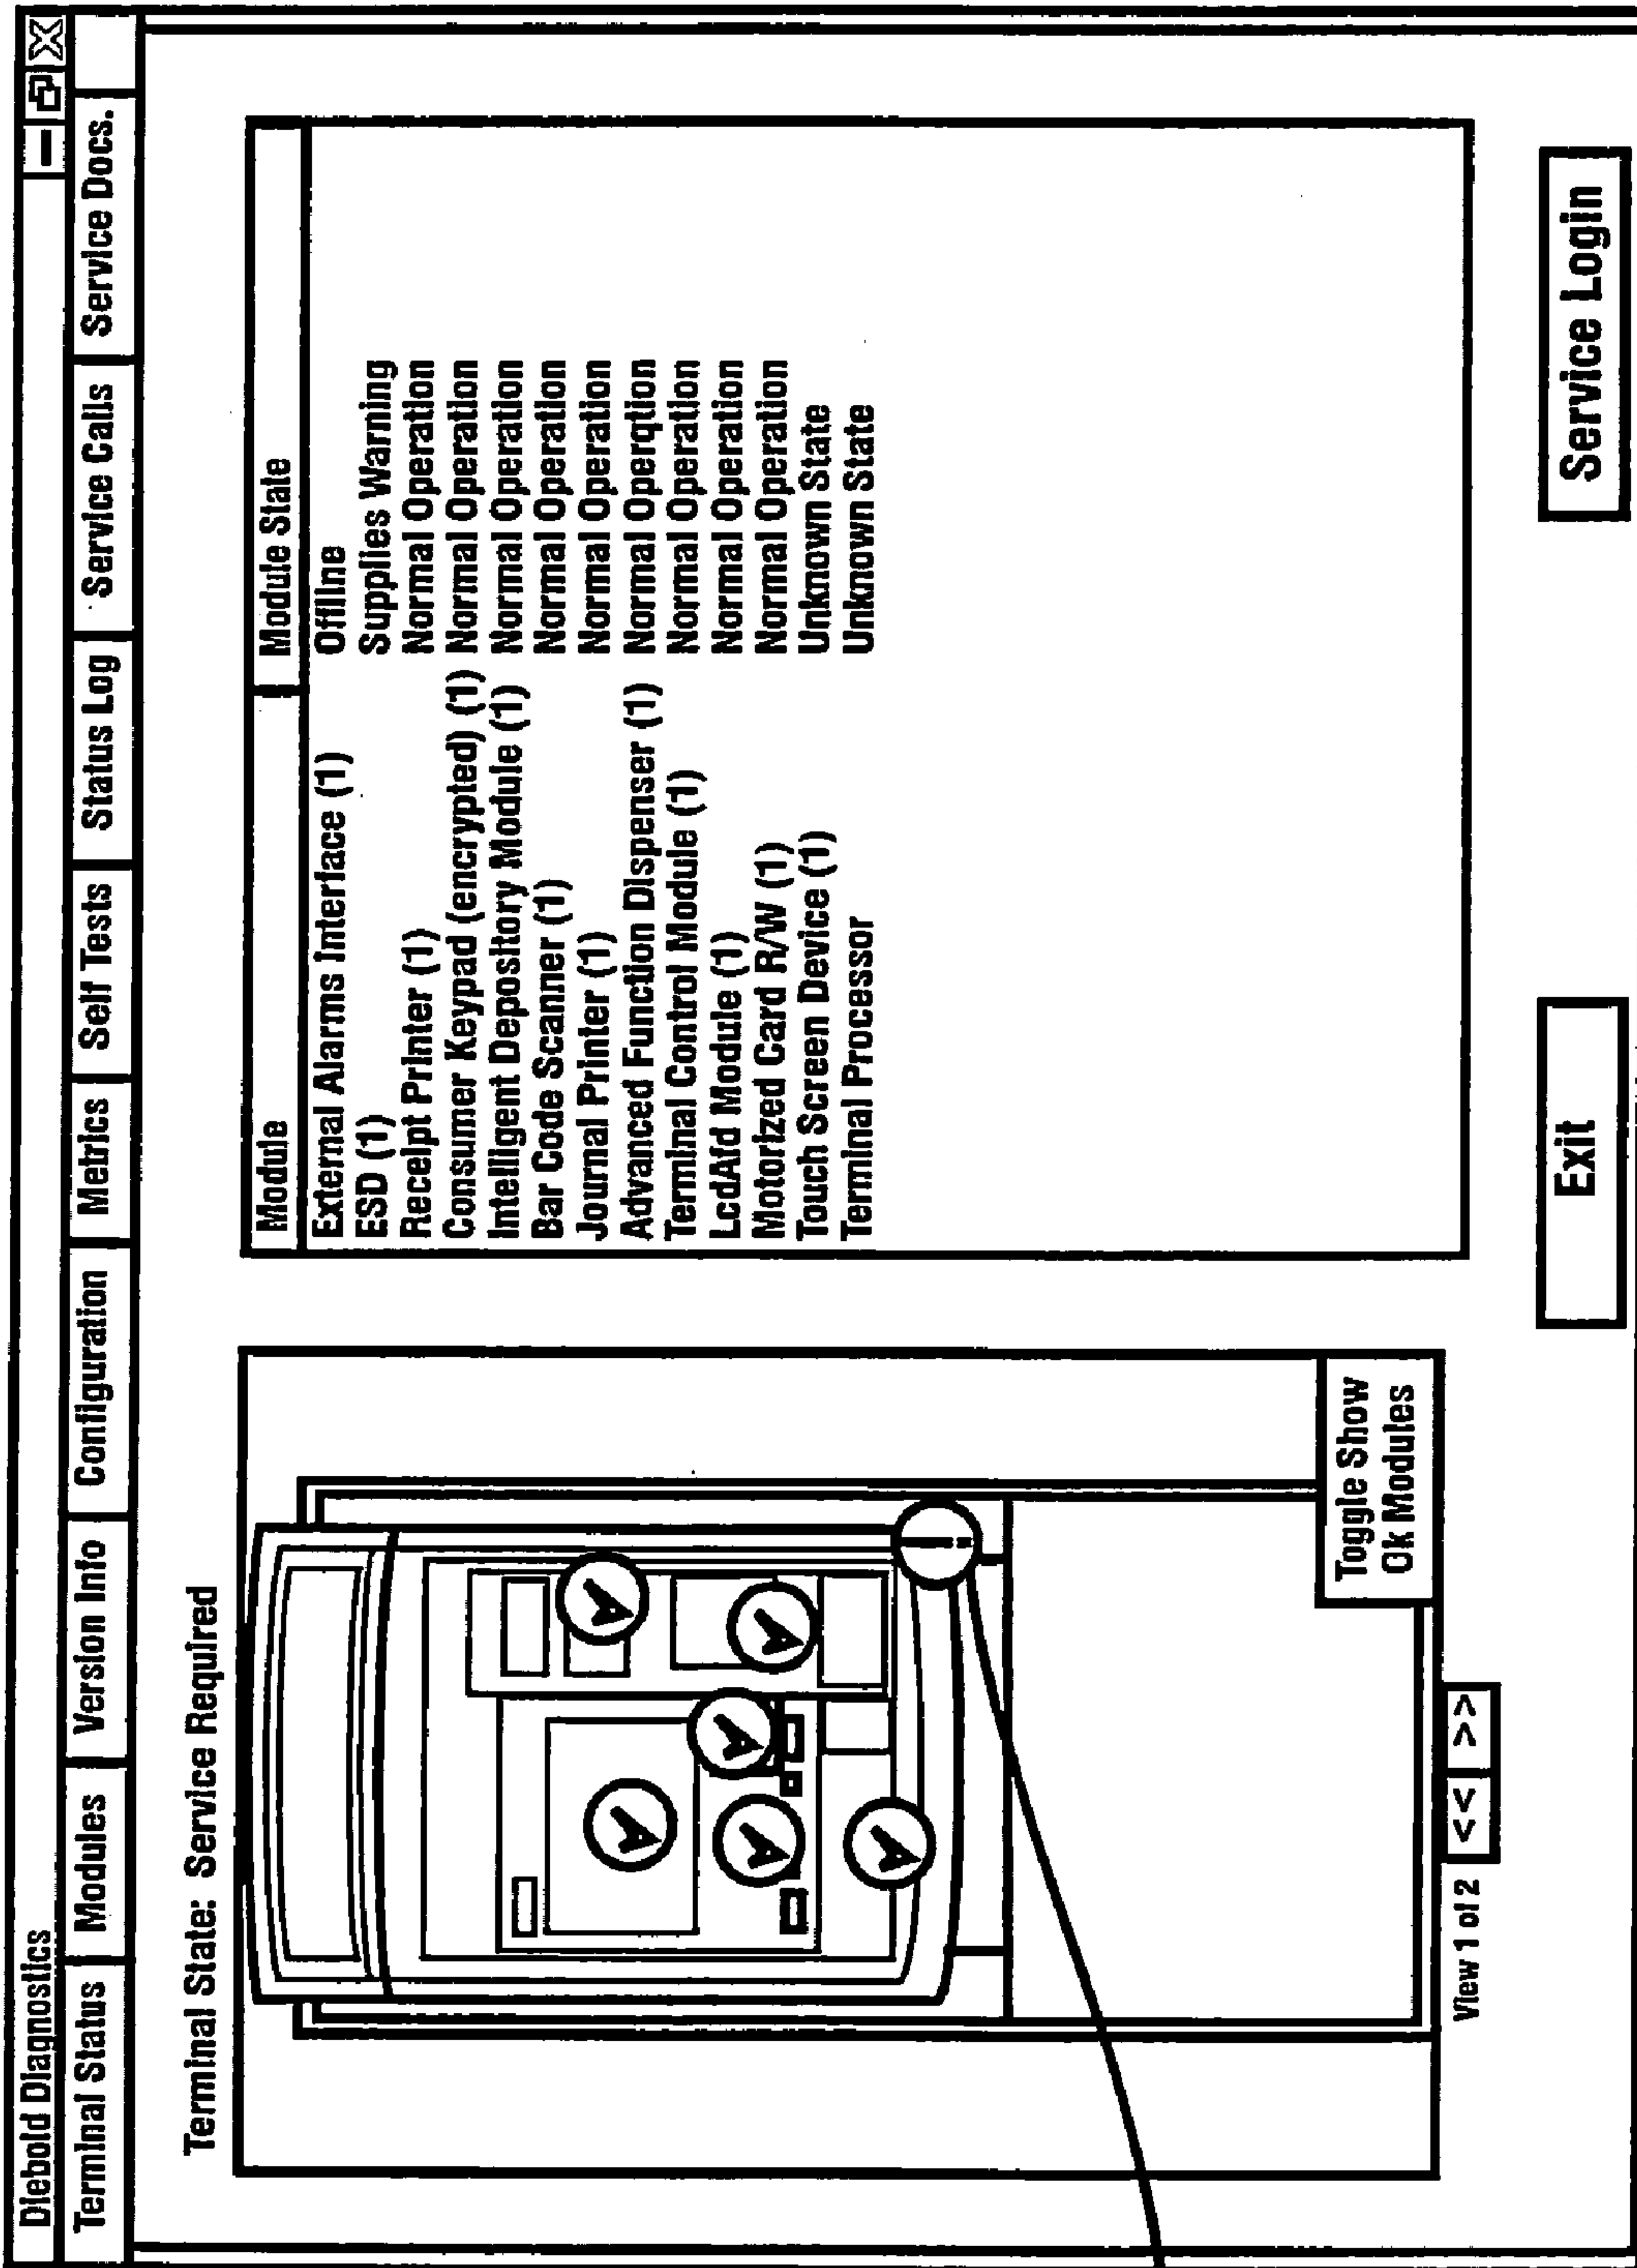 Diebold Diagnostics
Terminal Status Modules Version Info Configuration Metrics Self Tests Status Log Service Calls Service Docs.
Terminal State: Service Required
Module Module State
External Alarms Interface (1) Offline
ESD (1) Supplies Warning
Receipt Printer (1) Normal Operation
Consumer Keypad (encrypted) (1) Normal Operation
Intelligent Depository Module (1) Normal Operation
Bar Code Scanner (1) Normal Operation
Journal Printer (1) Normal Operation
Advanced Function Dispenser (1) Normal Operqtion
Terminal Control Module (1) Normal Operation
LcdAfd Module (1) Normal Operation
Motorized Card R/W (1) Normal Operation
Touch Screen Device (1) Unknown State
Terminal Processor Unknown State
Toggle Show
Ok Modules
View 1 of 2 << >>
Exit Service Login